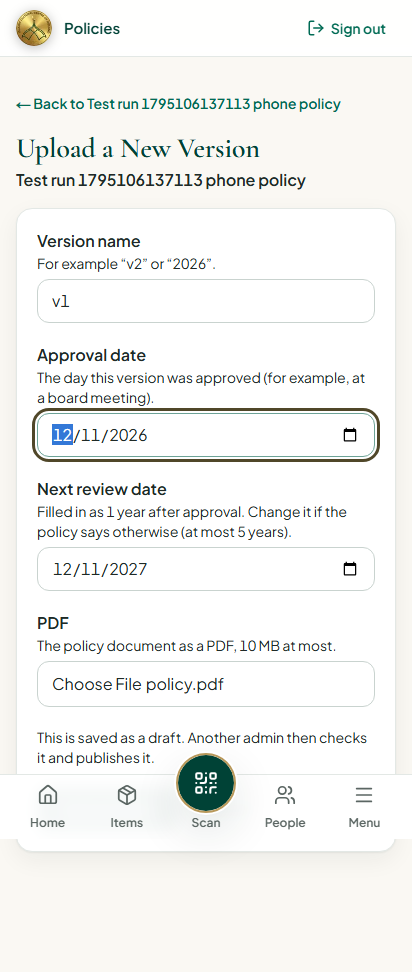 Policies
Sign out
← Back to Test run 1795106137113 phone policy
Upload a New Version
Test run 1795106137113 phone policy
Version name
For example “v2” or “2026”.
v1
Approval date
The day this version was approved (for example, at
a board meeting).
12/11/2026
Next review date
Filled in as 1 year after approval. Change it if the
policy says otherwise (at most 5 years).
12/11/2027
PDF
The policy document as a PDF, 10 MB at most.
Choose File policy.pdf
This is saved as a draft. Another admin then checks
it and publishes it.
Home
Items
Scan
People
Menu